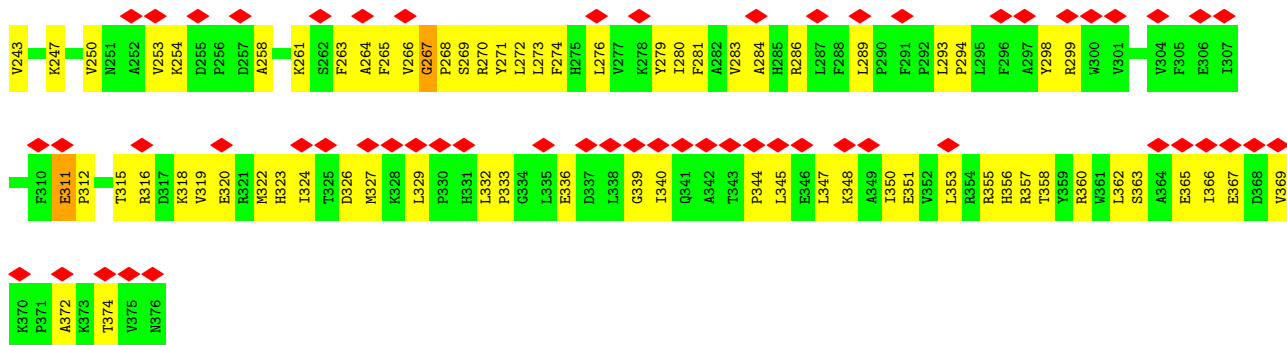 V243 K247 V250 N251 A252 V253 K254 D255 P256 D257 A258 K261 S262 F263 A264 F265 V266 G267 P268 S269 R270 Y271 L272 L273 F274 H275 L276 V277 K278 Y279 I280 F281 A282 V283 A284 H285 R286 L287 F288 L289 P290 F291 P292 L293 P294 L295 F296 A297 Y298 R299 W300 V301 V304 F305 E306 I307
F310 E311 P312 T315 R316 D317 K318 V319 E320 R321 M322 H323 I324 T325 D326 M327 K328 L329 P330 H331 L332 P333 G334 L335 E336 D337 L338 G339 I340 Q341 A342 T343 P344 L345 E346 L347 K348 A349 I350 E351 V352 L353 R354 R355 H356 R357 T358 Y359 R360 W361 L362 S363 A364 E365 I366 E367 D368 V369
K370 P371 A372 K373 T374 V375 N376